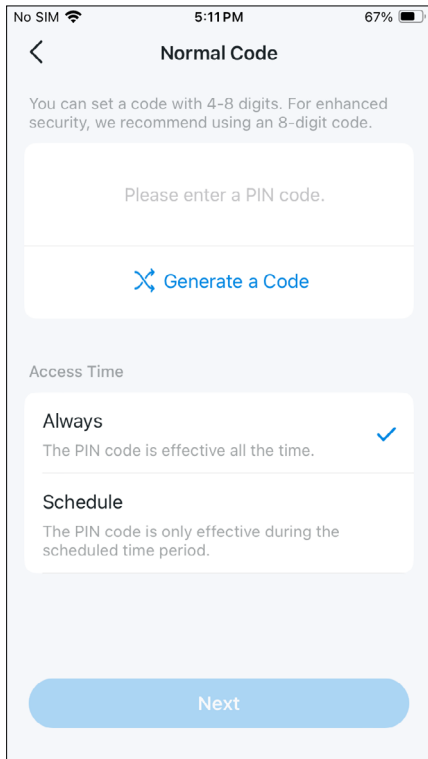 No SIM 5:11 PM 67%
Normal Code
You can set a code with 4-8 digits. For enhanced
security, we recommend using an 8-digit code.
Please enter a PIN code.
Generate a Code
Access Time
Always
The PIN code is effective all the time.
Schedule
The PIN code is only effective during the
scheduled time period.
Next